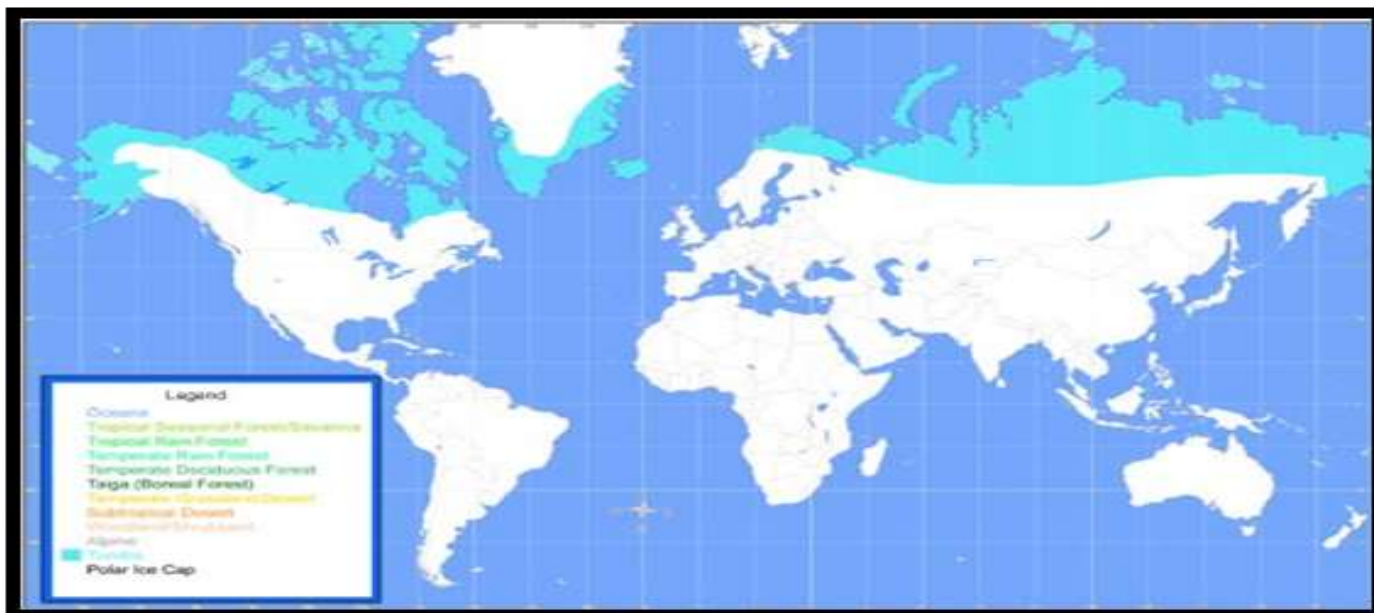 Legend
Oceans
Tropical Seasonal Forest/Savanna
Tropical Rain Forest
Temperate Rain Forest
Temperate Deciduous Forest
Taiga (Boreal Forest)
Temperate Grassland/Desert
Subtropical Desert
Woodland/Shrubland
Alpine
Tundra
Polar Ice Cap